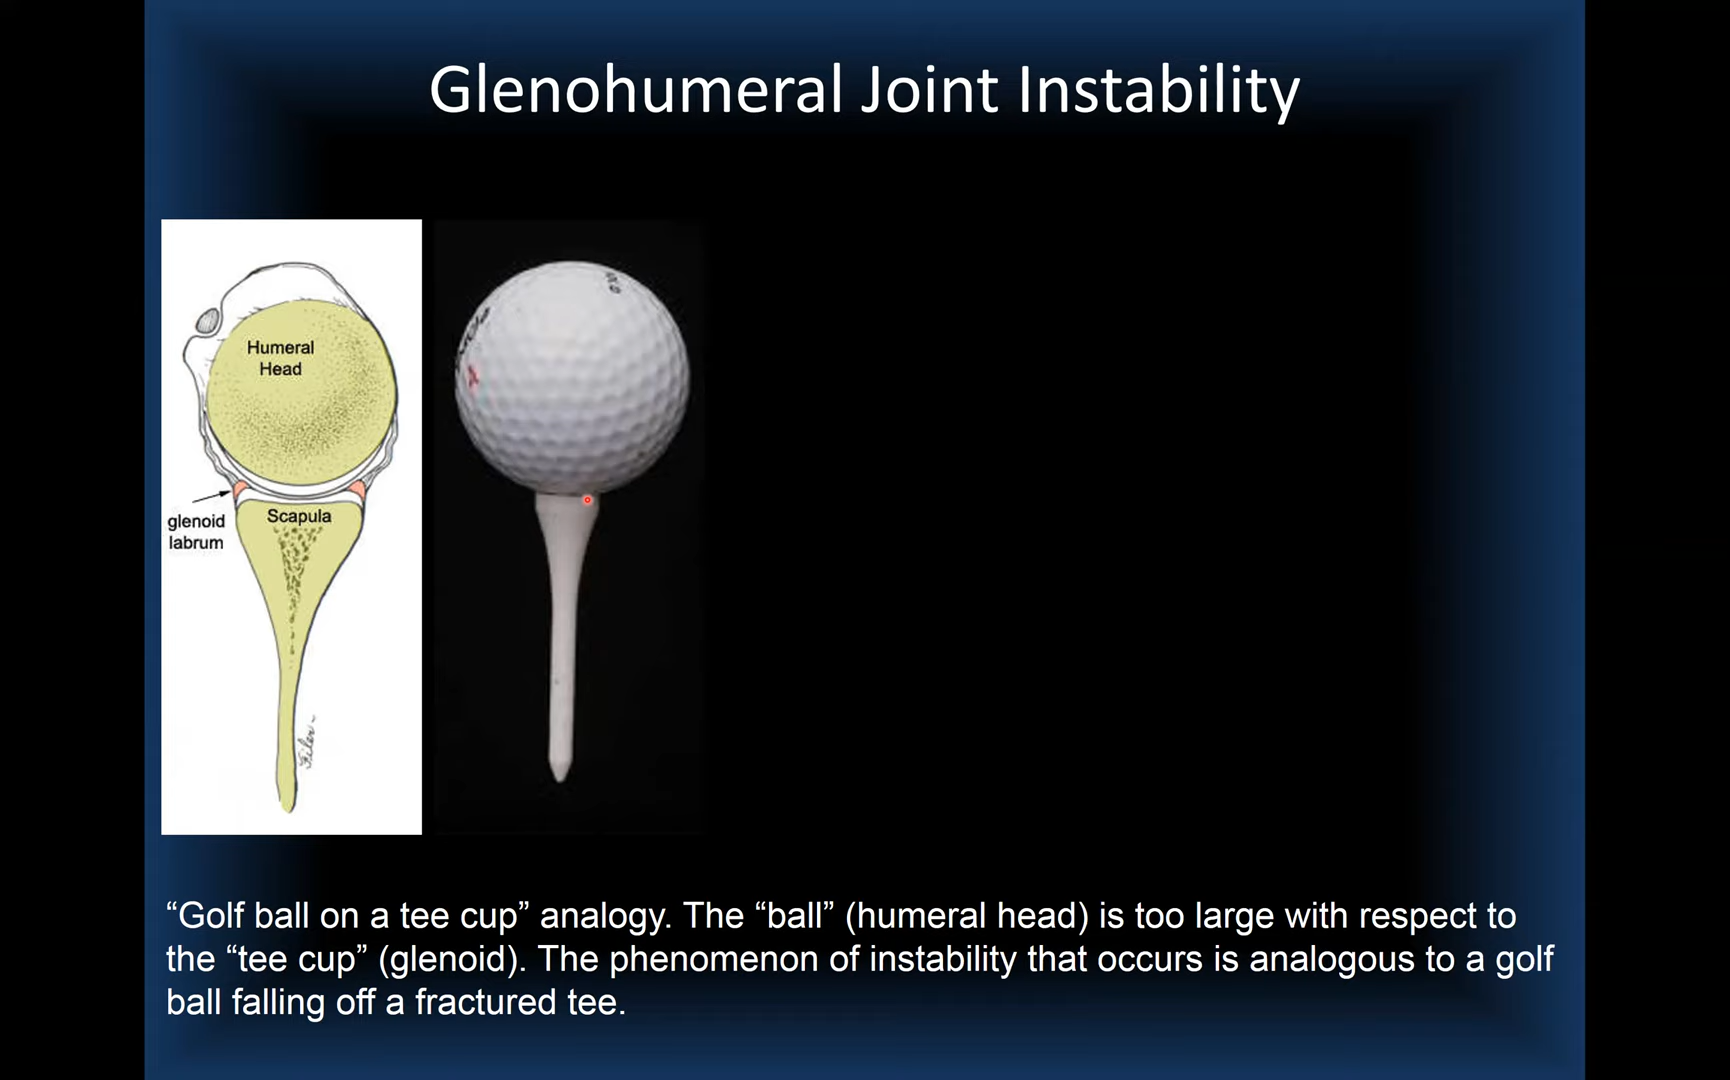 Glenohumeral Joint Instability
Humeral
Head
Scapula
glenoid
labrum
“Golf ball on a tee cup” analogy. The “ball” (humeral head) is too large with respect to
the “tee cup” (glenoid). The phenomenon of instability that occurs is analogous to a golf
ball falling off a fractured tee.